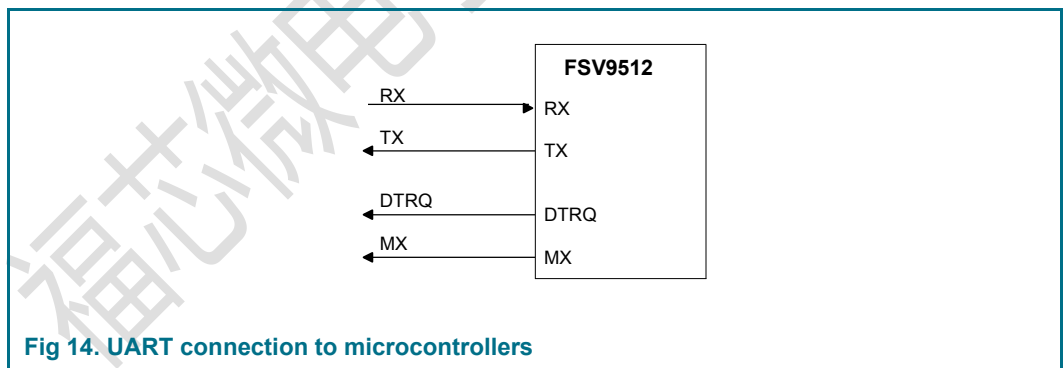 福芯微电
FSV9512
RX
RX
TX
TX
DTRQ
DTRQ
MX
MX
Fig 14. UART connection to microcontrollers